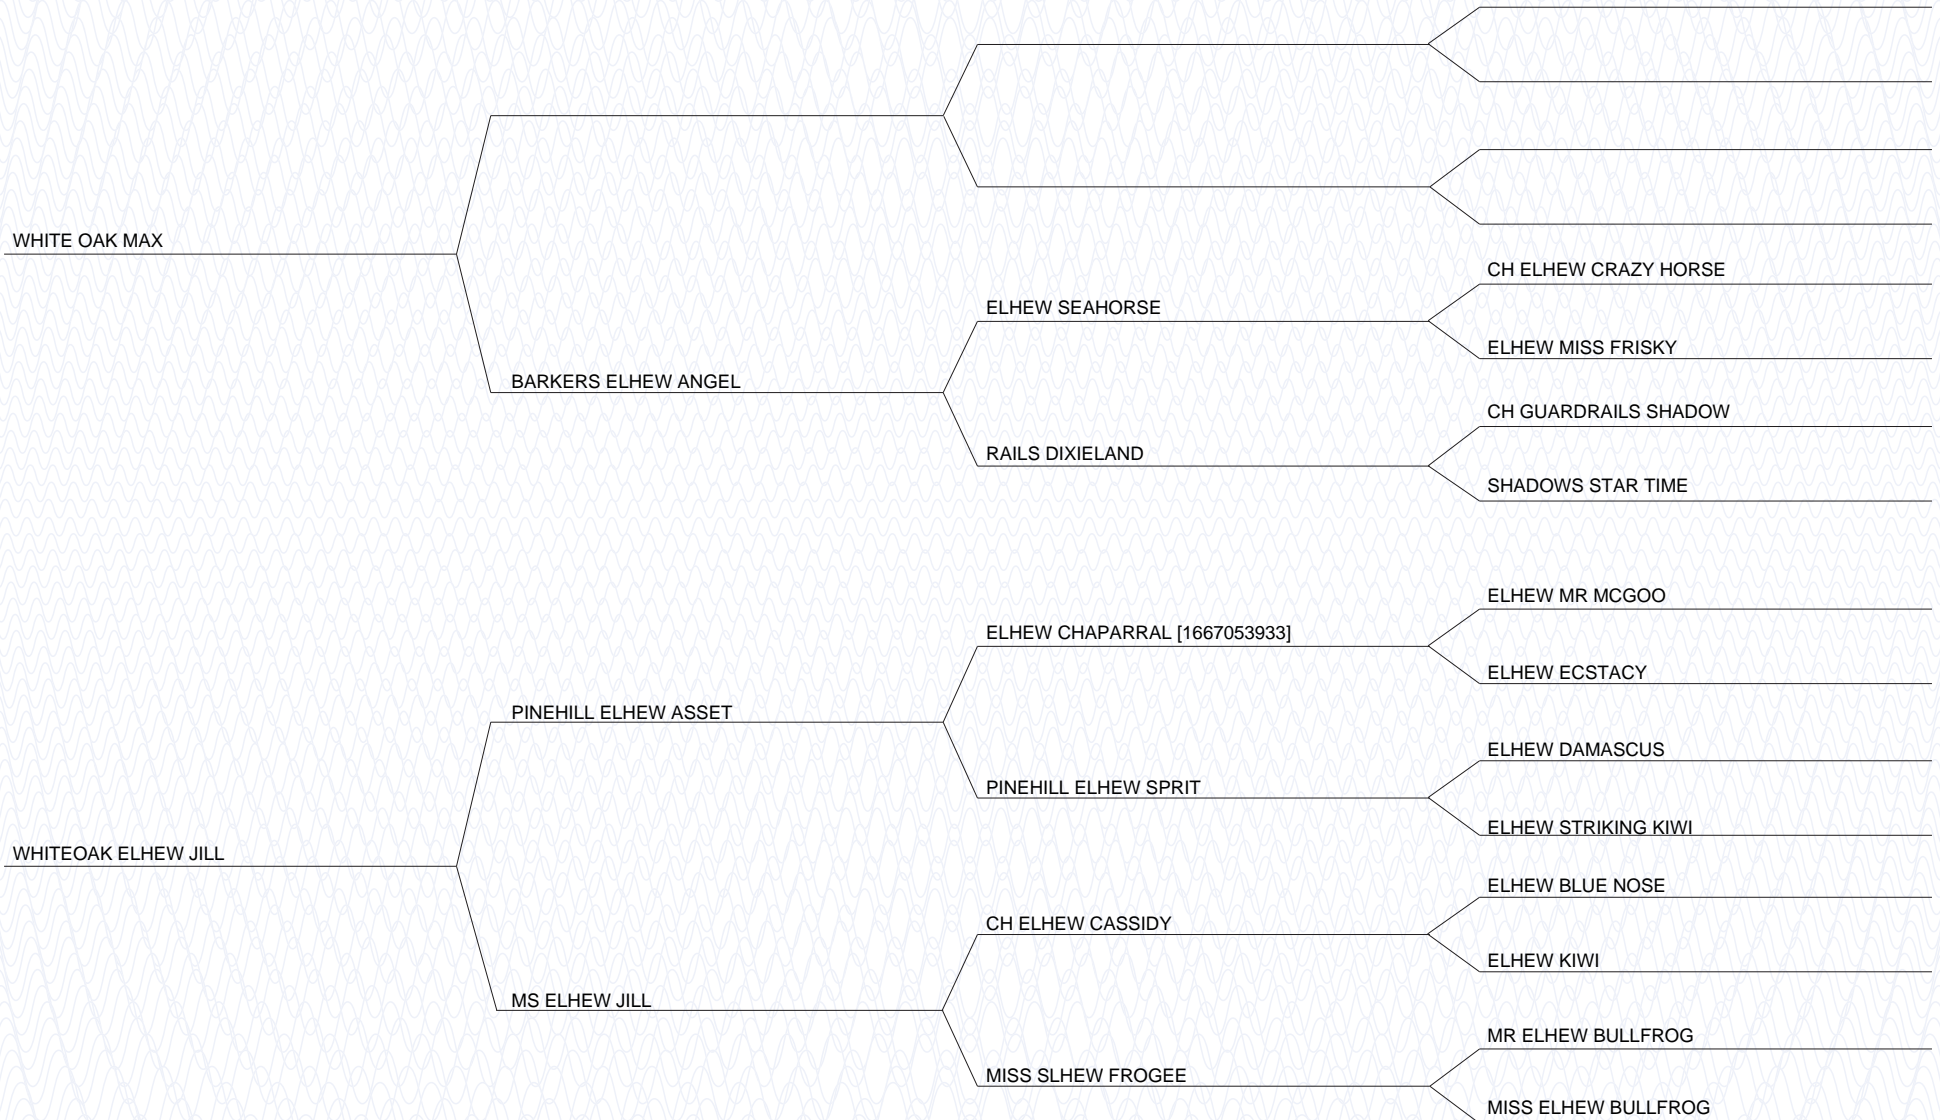 CH ELHEW CRAZY HORSE
WHITE OAK MAX
ELHEW SEAHORSE
ELHEW MISS FRISKY
BARKERS ELHEW ANGEL
CH GUARDRAILS SHADOW
RAILS DIXIELAND
SHADOWS STAR TIME
ELHEW MR MCGOO
ELHEW CHAPARRAL [1667053933]
ELHEW ECSTACY
PINEHILL ELHEW ASSET
ELHEW DAMASCUS
PINEHILL ELHEW SPRIT
ELHEW STRIKING KIWI
WHITEOAK ELHEW JILL
ELHEW BLUE NOSE
CH ELHEW CASSIDY
ELHEW KIWI
MS ELHEW JILL
MR ELHEW BULLFROG
MISS SLHEW FROGEE
MISS ELHEW BULLFROG